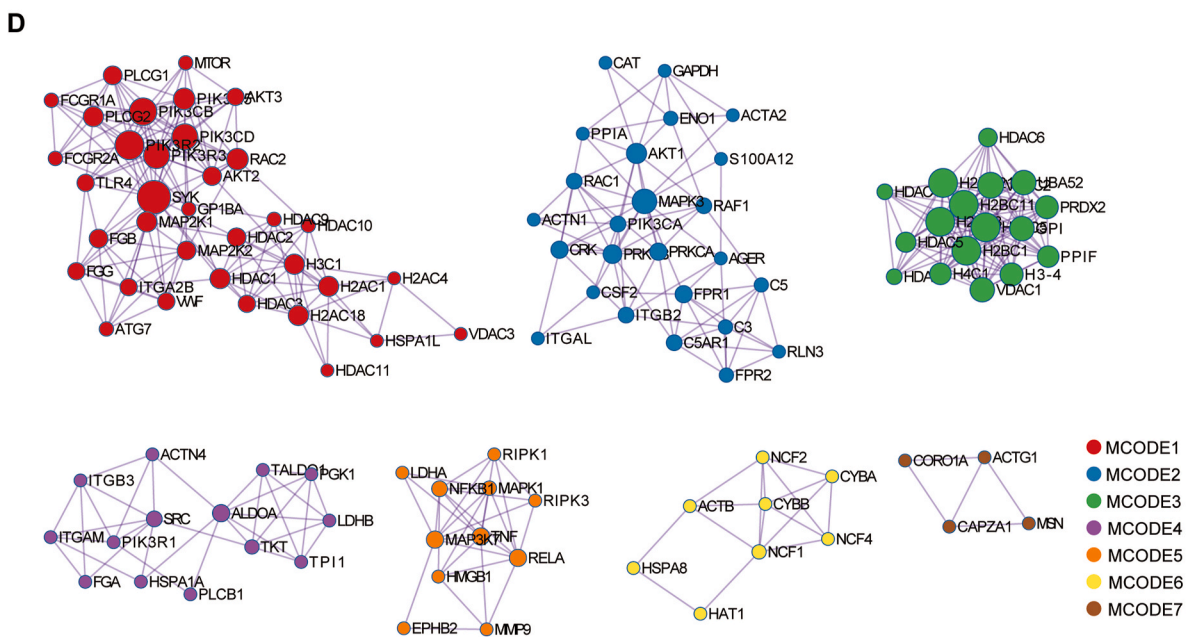 D
MTOR
PLCG1
FCGR1A
PIK3CB
AKT3
PLCG2
PIK3CD
PIK3R2
PIK3R3
FCGR2A
RAC2
AKT2
TLR4
SYK
GP1BA
MAP2K1
HDAC9
HDAC10
FGB
HDAC2
MAP2K2
H3C1
FGG
HDAC1
H2AC4
ITGA2B
H2AC1
VWF
HDAC3
H2AC18
ATG7
HSPA1L
VDAC3
HDAC11
CAT
GAPDH
ENO1
ACTA2
PPIA
AKT1
S100A12
RAC1
MAPK3
RAF1
ACTN1
PIK3CA
CRK
PRKCA
AGER
CSF2
FPR1
C5
ITGB2
C3
ITGAL
C5AR1
RLN3
FPR2
HDAC6
UBA52
H2BC11
PRDX2
HDAC5
H2BC1
PPIF
H4C1
H3-4
VDAC1
ACTN4
ITGB3
TALDO1
PGK1
SRC
ALDOA
LDHB
ITGAM
PIK3R1
TKT
TPI1
FGA
HSPA1A
PLCB1
RIPK1
LDHA
NFKB1
MAPK1
RIPK3
MAP3K7
TNF
RELA
HMGB1
EPHB2
MMP9
NCF2
CYBA
ACTB
CYBB
NCF1
NCF4
HSPA8
HAT1
CORO1A
ACTG1
CAPZA1
MSN
MCODE1
MCODE2
MCODE3
MCODE4
MCODE5
MCODE6
MCODE7